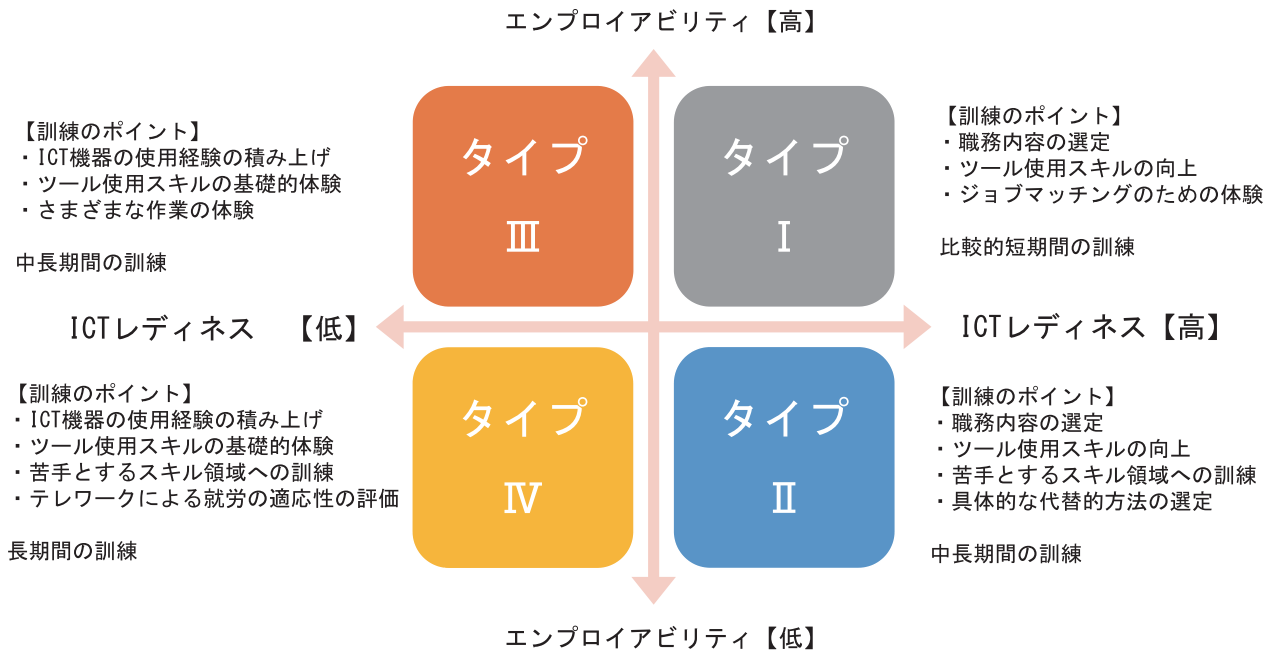 エンプロイアビリティ【高】
【訓練のポイント】
・ICT機器の使用経験の積み上げ
・ツール使用スキルの基礎的体験
・さまざまな作業の体験
中長期間の訓練
タイプ
Ⅲ
タイプ
Ⅰ
【訓練のポイント】
・職務内容の選定
・ツール使用スキルの向上
・ジョブマッチングのための体験
比較的短期間の訓練
ICTレディネス　【低】
ICTレディネス【高】
【訓練のポイント】
・ICT機器の使用経験の積み上げ
・ツール使用スキルの基礎的体験
・苦手とするスキル領域への訓練
・テレワークによる就労の適応性の評価
長期間の訓練
タイプ
Ⅳ
タイプ
Ⅱ
【訓練のポイント】
・職務内容の選定
・ツール使用スキルの向上
・苦手とするスキル領域への訓練
・具体的な代替的方法の選定
中長期間の訓練
エンプロイアビリティ【低】